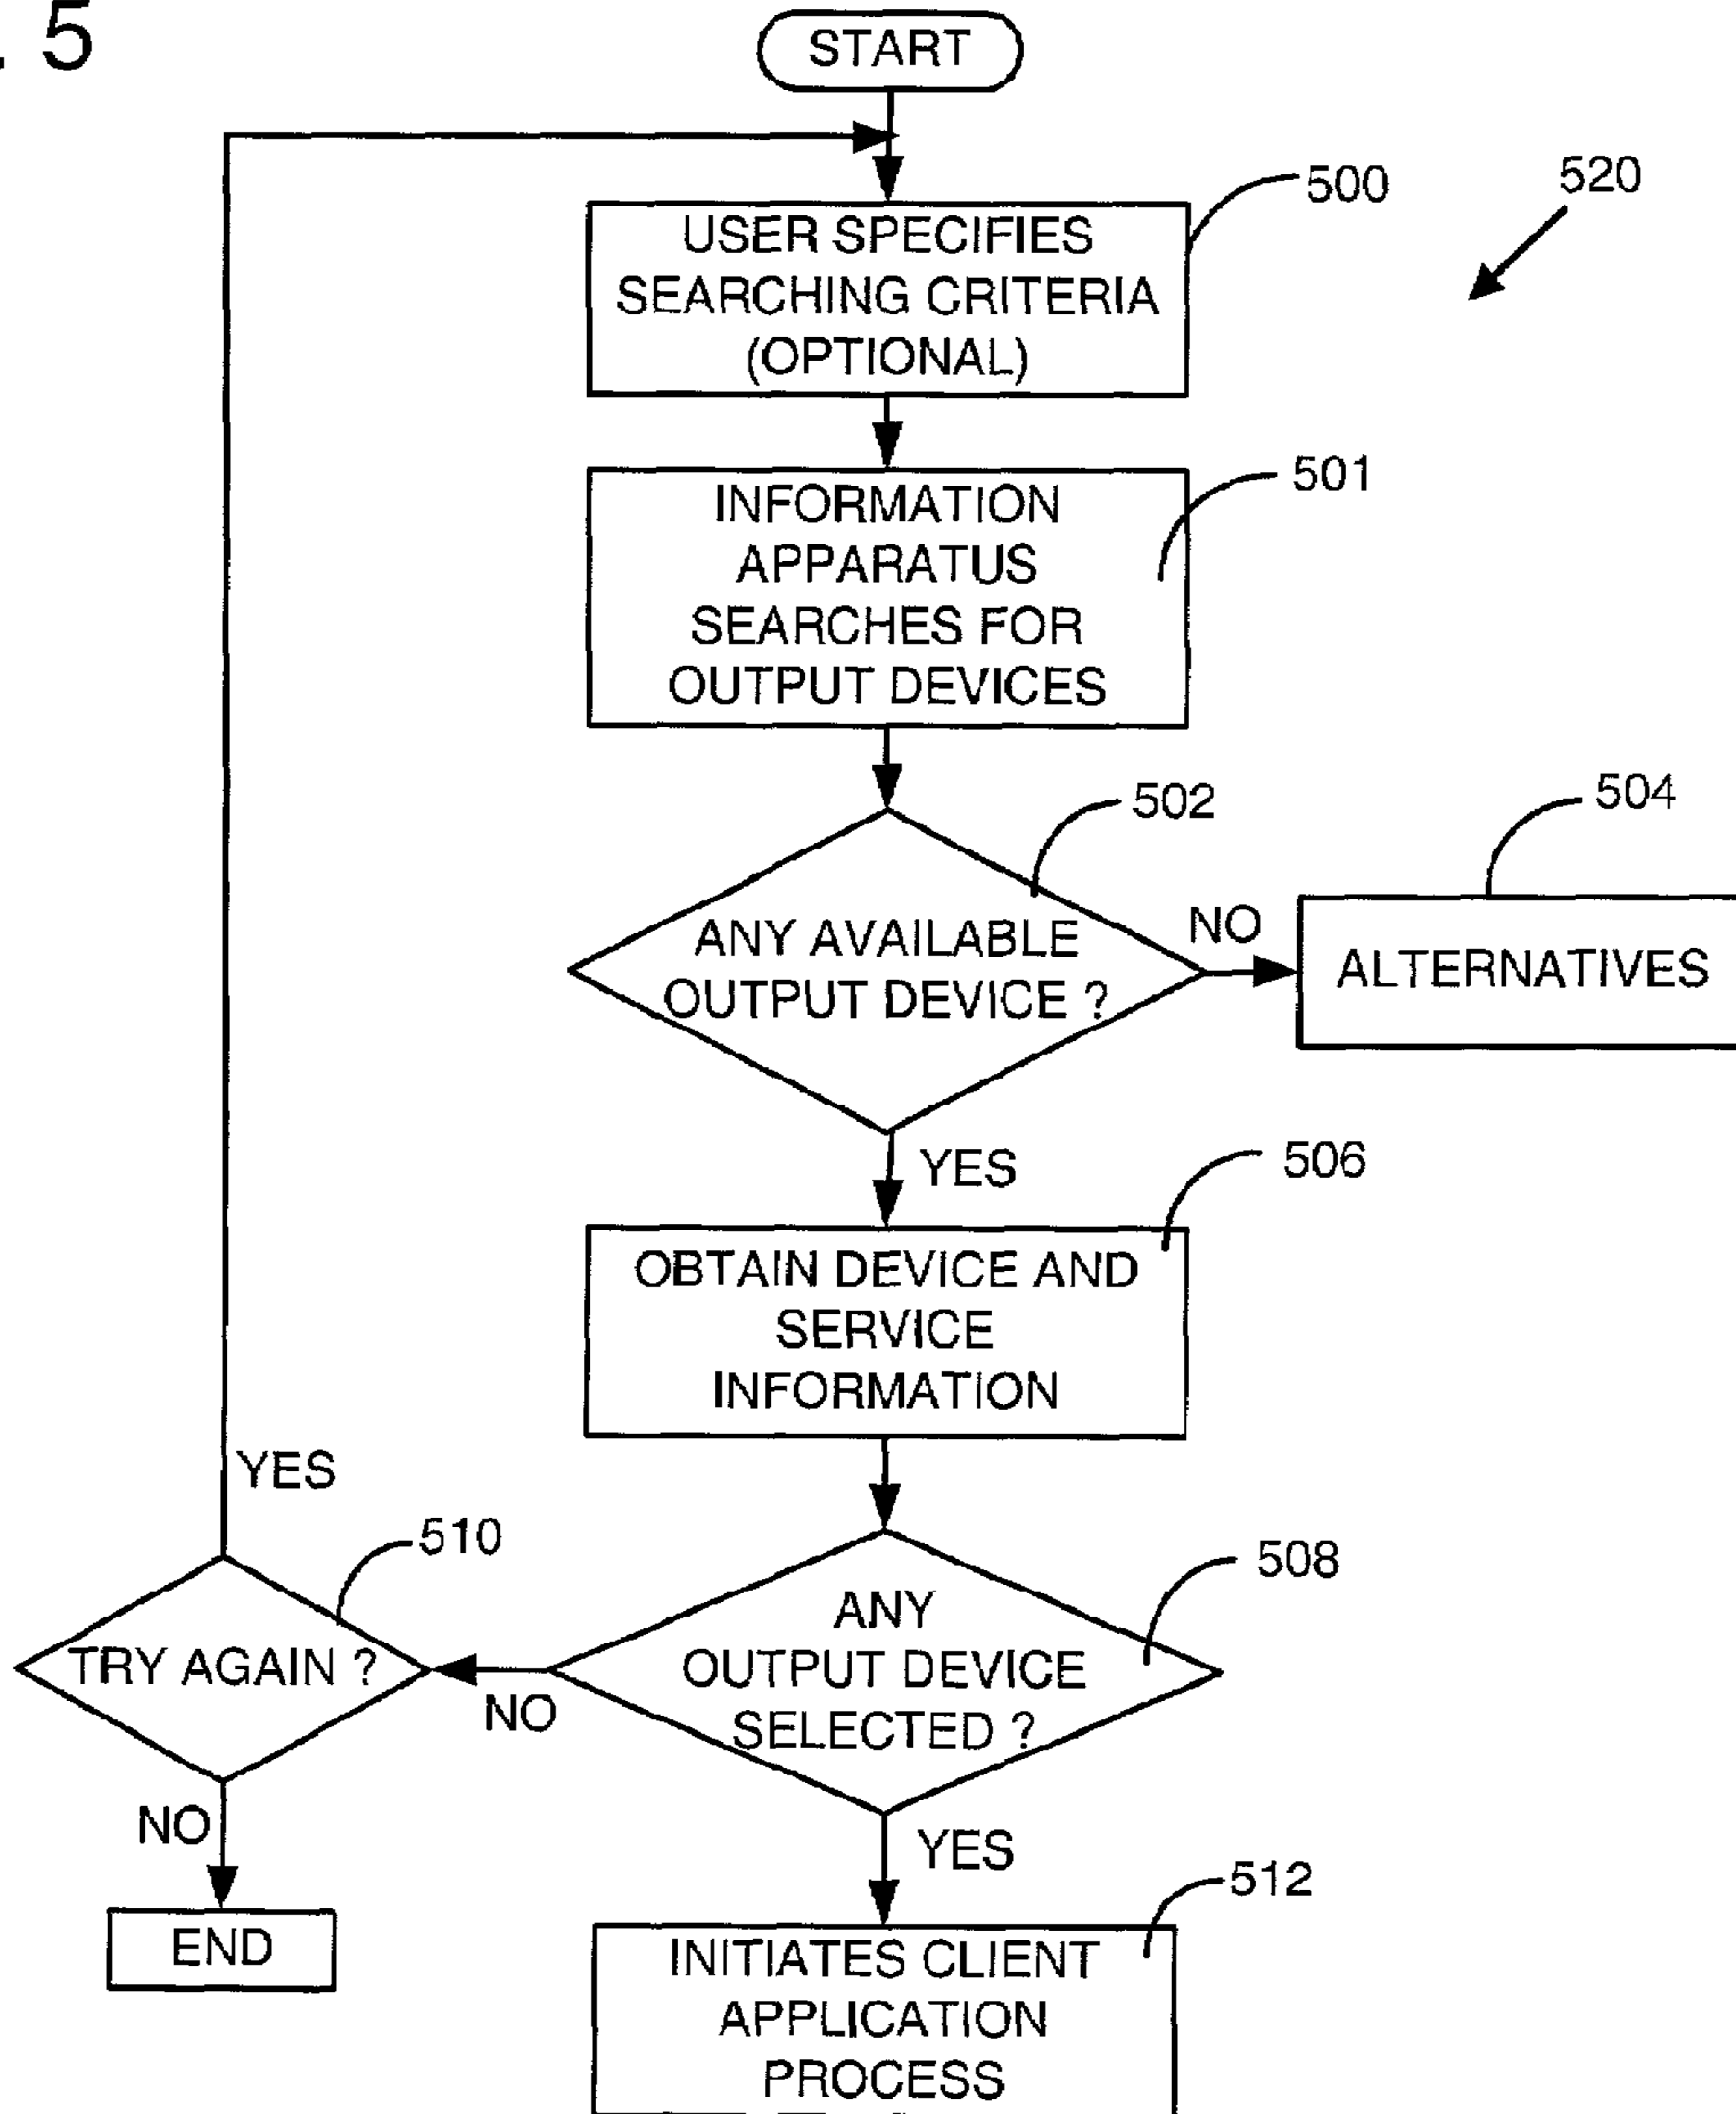 . 5
START
500
520
USER SPECIFIES
SEARCHING CRITERIA
(OPTIONAL)
501
INFORMATION
APPARATUS
SEARCHES FOR
OUTPUT DEVICES
502
504
ANY AVAILABLE
OUTPUT DEVICE ?
NO
ALTERNATIVES
YES
506
OBTAIN DEVICE AND
SERVICE
INFORMATION
YES
510
508
TRY AGAIN ?
NO
ANY
OUTPUT DEVICE
SELECTED ?
NO
YES
512
END
INITIATES CLIENT
APPLICATION
PROCESS